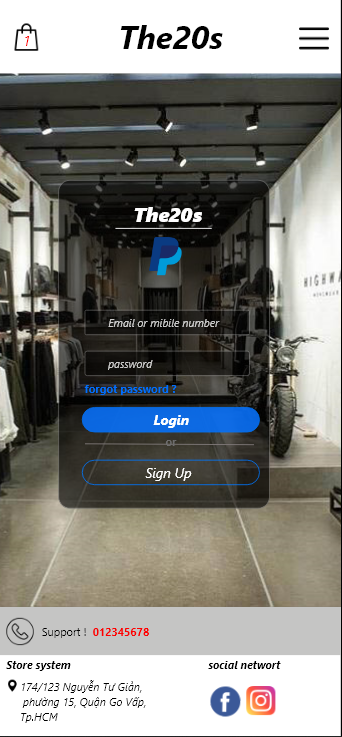 The20s
1
HIGHWA
The20s
Email or mibile number
password
forgot password ?
Login
or
Sign Up
Support ! 012345678
Store system
social networt
174/123 Nguyễn Tư Giản,
phường 15, Quận Go Vấp,
Tp.HCM